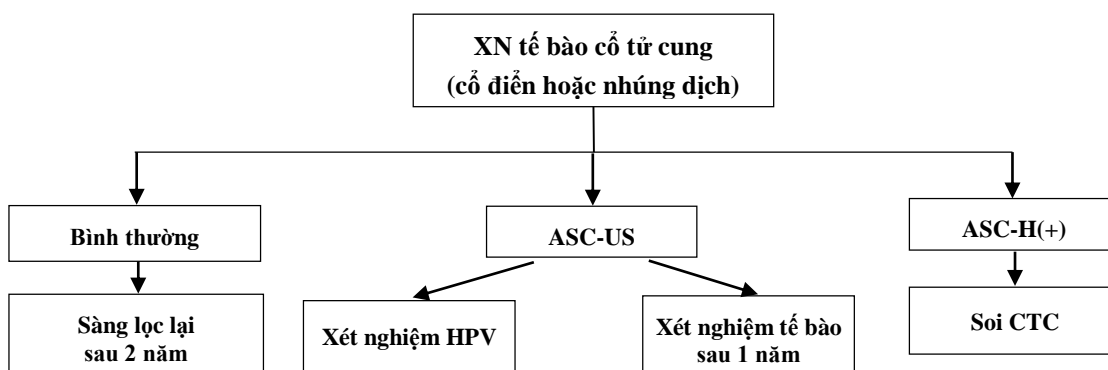 XN tế bào cổ tử cung
(cổ điển hoặc nhúng dịch)
Bình thường
ASC-US
ASC-H(+)
Sàng lọc lại
sau 2 năm
Xét nghiệm HPV
Xét nghiệm tế bào
sau 1 năm
Soi CTC